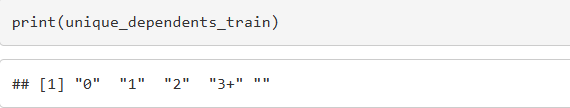 print(unique_dependents_train)
## [1] "0"  "1"  "2"  "3+" ""